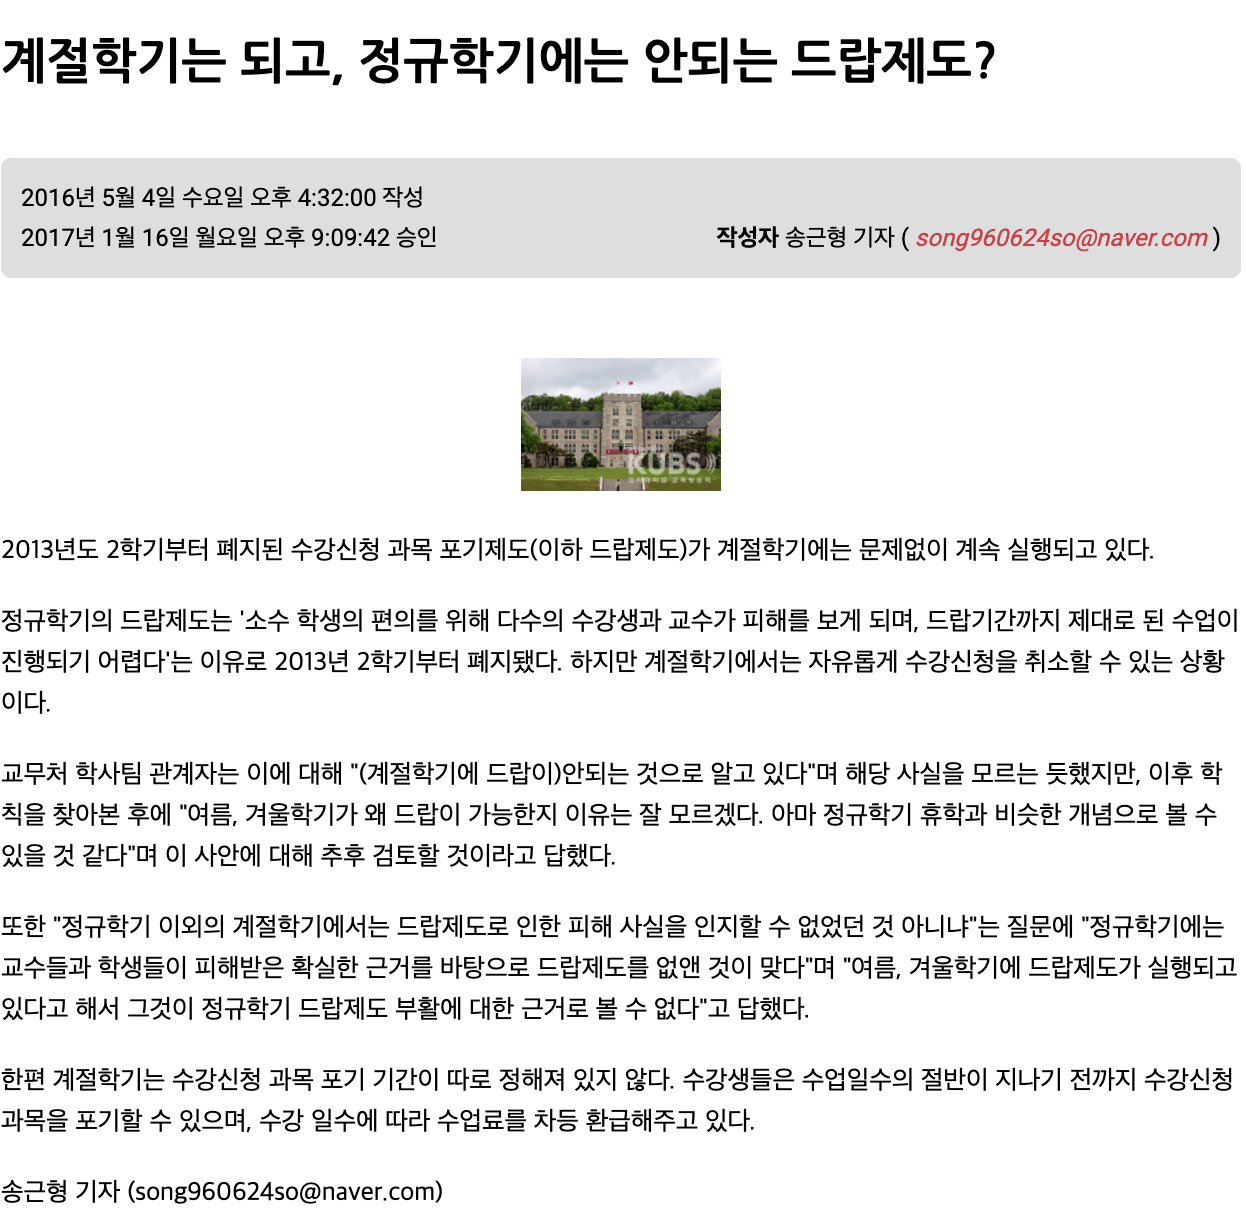 계절학기는 되고, 정규학기에는 안되는 드랍제도?
2016년 5월 4일 수요일 오후 4:32:00 작성
2017년 1월 16일 월요일 오후 9:09:42 승인
작성자 송근형 기자 ( song960624so@naver.com )
KUBS
고려대학교 교육방송국
2013년도 2학기부터 폐지된 수강신청 과목 포기제도(이하 드랍제도)가 계절학기에는 문제없이 계속 실행되고 있다.
정규학기의 드랍제도는 '소수 학생의 편의를 위해 다수의 수강생과 교수가 피해를 보게 되며, 드랍기간까지 제대로 된 수업이
진행되기 어렵다'는 이유로 2013년 2학기부터 폐지됐다. 하지만 계절학기에서는 자유롭게 수강신청을 취소할 수 있는 상황
이다.
교무처 학사팀 관계자는 이에 대해 "(계절학기에 드랍이)안되는 것으로 알고 있다"며 해당 사실을 모르는 듯했지만, 이후 학
칙을 찾아본 후에 "여름, 겨울학기가 왜 드랍이 가능한지 이유는 잘 모르겠다. 아마 정규학기 휴학과 비슷한 개념으로 볼 수
있을 것 같다"며 이 사안에 대해 추후 검토할 것이라고 답했다.
또한 "정규학기 이외의 계절학기에서는 드랍제도로 인한 피해 사실을 인지할 수 없었던 것 아니냐"는 질문에 "정규학기에는
교수들과 학생들이 피해받은 확실한 근거를 바탕으로 드랍제도를 없앤 것이 맞다"며 "여름, 겨울학기에 드랍제도가 실행되고
있다고 해서 그것이 정규학기 드랍제도 부활에 대한 근거로 볼 수 없다"고 답했다.
한편 계절학기는 수강신청 과목 포기 기간이 따로 정해져 있지 않다. 수강생들은 수업일수의 절반이 지나기 전까지 수강신청
과목을 포기할 수 있으며, 수강 일수에 따라 수업료를 차등 환급해주고 있다.
송근형 기자 (song960624so@naver.com)